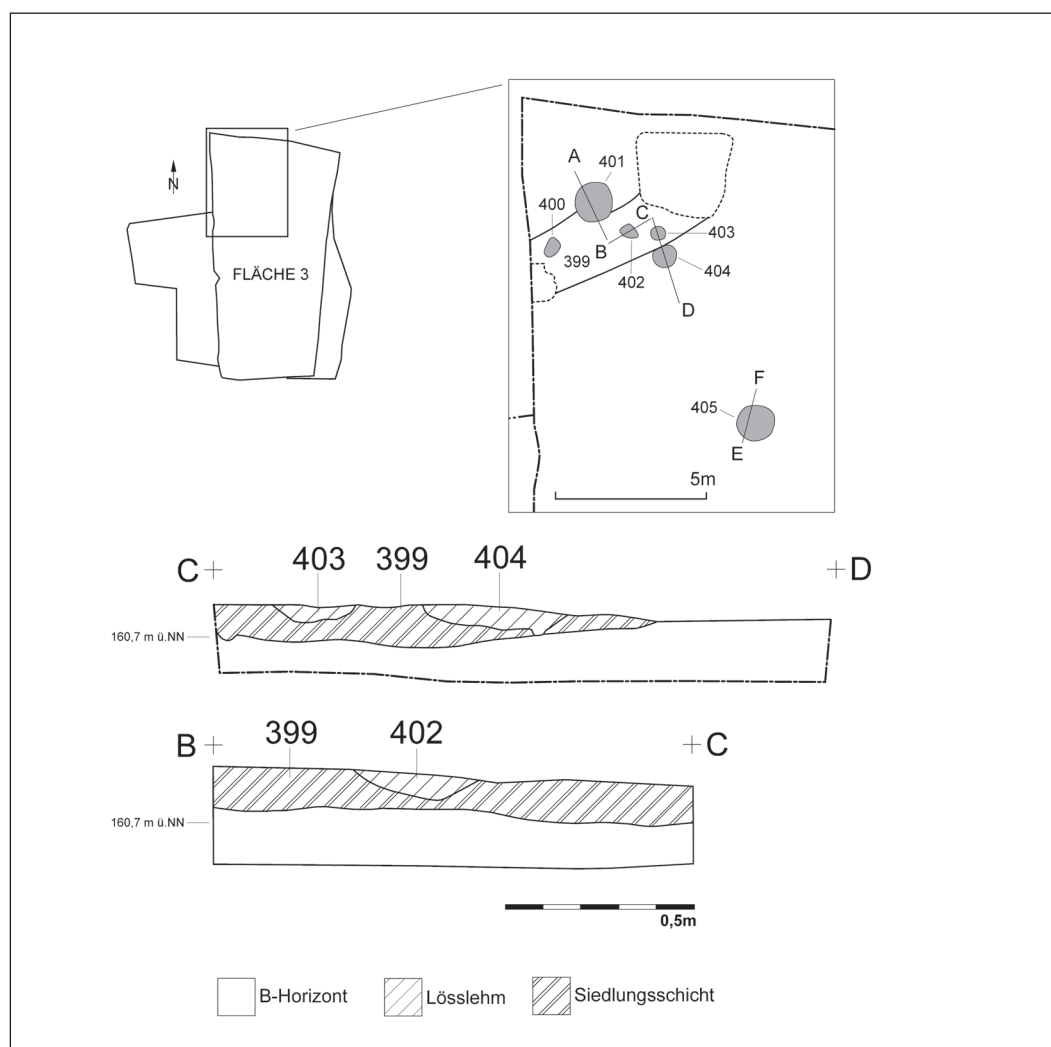 N
FLÄCHE 3
A
401
400
C
B
403
399
402
404
D
F
405
E
5m
C
403
399
404
D
160,7 m ü.NN
B
399
402
C
160,7 m ü.NN
0,5m
B-Horizont
Lösslehm
Siedlungsschicht